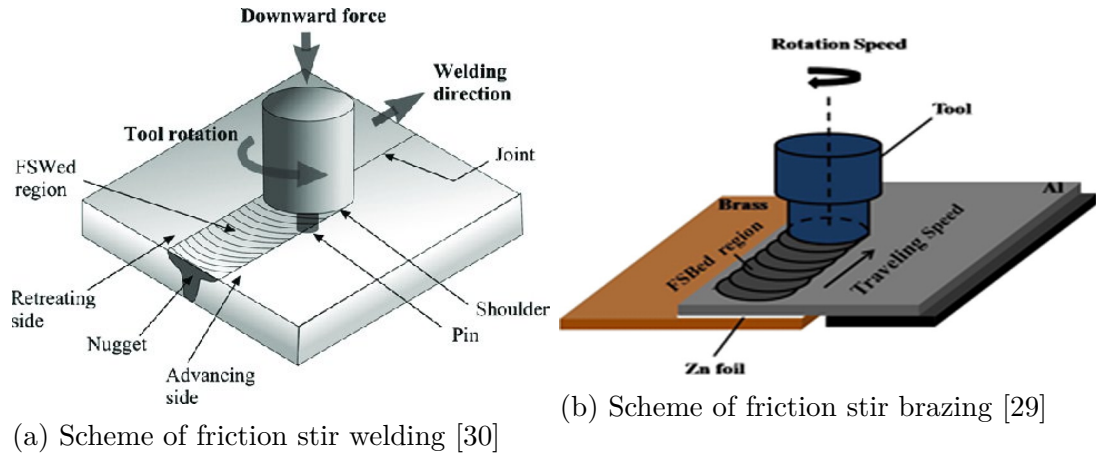 Downward force
Welding
direction
Tool rotation
FSWed
region
Joint
Retreating
side
Nugget
Advancing
side
Shoulder
Pin
(a) Scheme of friction stir welding [30]
Rotation Speed
Tool
Al
Brass
FSBed region
Traveling Speed
Zn foil
(b) Scheme of friction stir brazing [29]